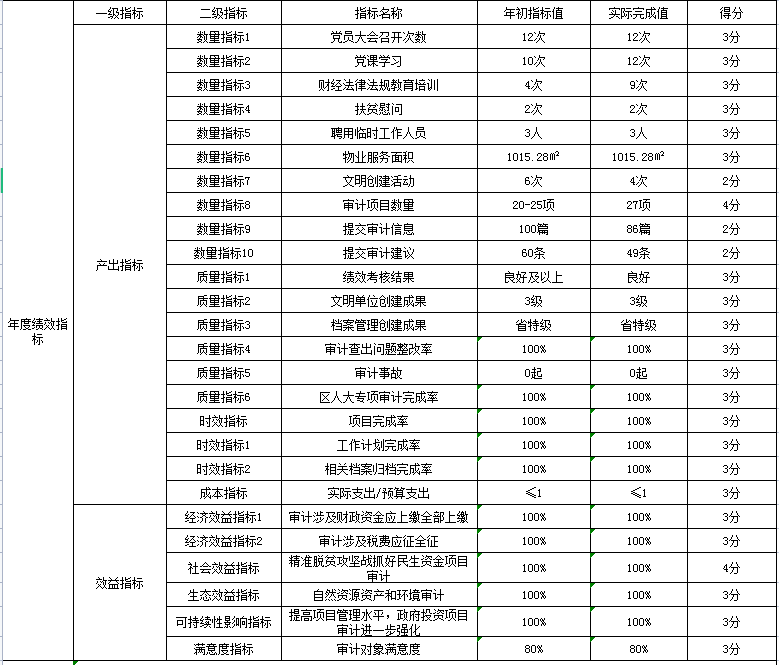 一级指标 二级指标 指标名称 年初指标值 实际完成值 得分
数量指标1 党员大会召开次数 12次 12次 3分
数量指标2 党课学习 10次 12次 3分
数量指标3 财经法律法规教育培训 4次 9次 3分
数量指标4 扶贫慰问 2次 2次 3分
数量指标5 聘用临时工作人员 3人 3人 3分
数量指标6 物业服务面积 1015.28㎡ 1015.28㎡ 3分
数量指标7 文明创建活动 6次 4次 2分
数量指标8 审计项目数量 20-25项 27项 4分
数量指标9 提交审计信息 100篇 86篇 2分
数量指标10 提交审计建议 60条 49条 2分
产出指标
质量指标1 绩效考核结果 良好及以上 良好 3分
质量指标2 文明单位创建成果 3级 3级 3分
年度绩效指标
质量指标3 档案管理创建成果 省特级 省特级 3分
质量指标4 审计查出问题整改率 100% 100% 3分
质量指标5 审计事故 0起 0起 3分
质量指标6 区人大专项审计完成率 100% 100% 3分
时效指标 项目完成率 100% 100% 3分
时效指标1 工作计划完成率 100% 100% 3分
时效指标2 相关档案归档完成率 100% 100% 3分
成本指标 实际支出/预算支出 ≤1 ≤1 3分
经济效益指标1 审计涉及财政资金应上缴全部上缴 100% 100% 3分
经济效益指标2 审计涉及税费应征全征 100% 100% 3分
社会效益指标 精准脱贫攻坚战抓好民生资金项目审计 100% 100% 4分
效益指标
生态效益指标 自然资源资产和环境审计 100% 100% 3分
可持续性影响指标 提高项目管理水平，政府投资项目审计进一步强化 100% 100% 3分
满意度指标 审计对象满意度 80% 80% 3分